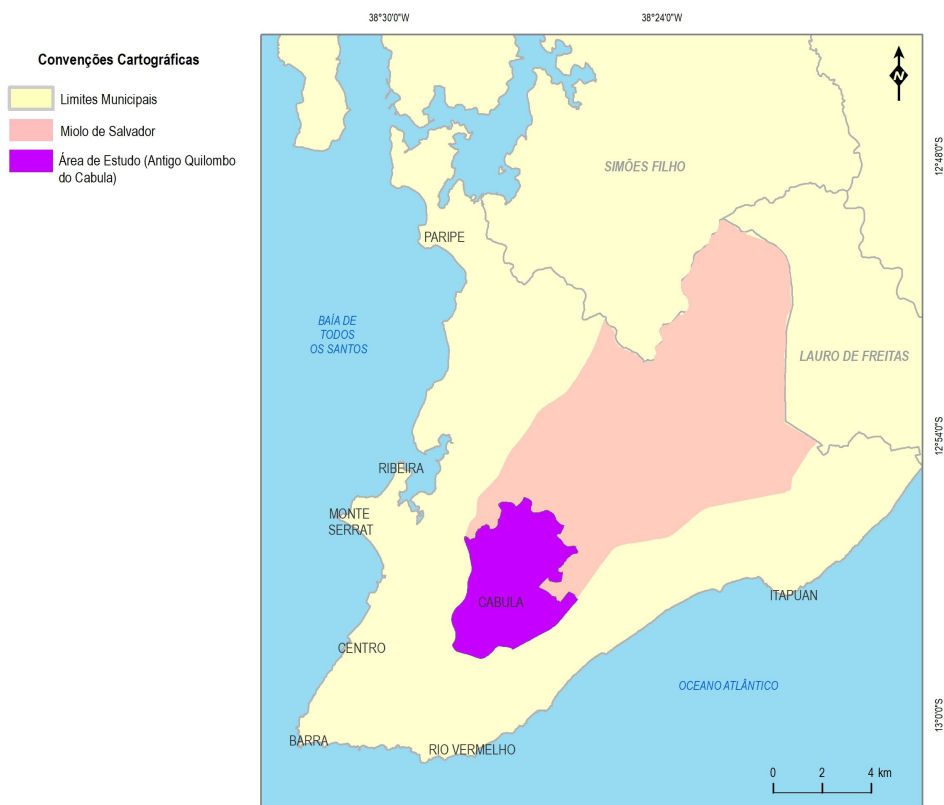 38°30'0"W
38°24'0"W
Convenções Cartográficas
Limites Municipais
Miolo de Salvador
Área de Estudo (Antigo Quilombo
do Cabula)
N
12°48'0"S
SIMÕES FILHO
PARIPE
BAÍA DE
TODOS
OS SANTOS
LAURO DE FREITAS
12°54'0"S
RIBEIRA
MONTE
SERRAT
CABULA
ITAPUAN
CENTRO
OCEANO ATLÂNTICO
13°0'0"S
BARRA
RIO VERMELHO
0 2 4 km